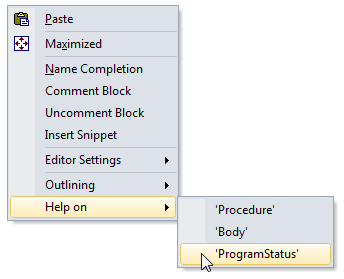 Paste
Maximized
Name Completion
Comment Block
Uncomment Block
Insert Snippet
Editor Settings
Outlining
Help on
'Procedure'
'Body'
'ProgramStatus'